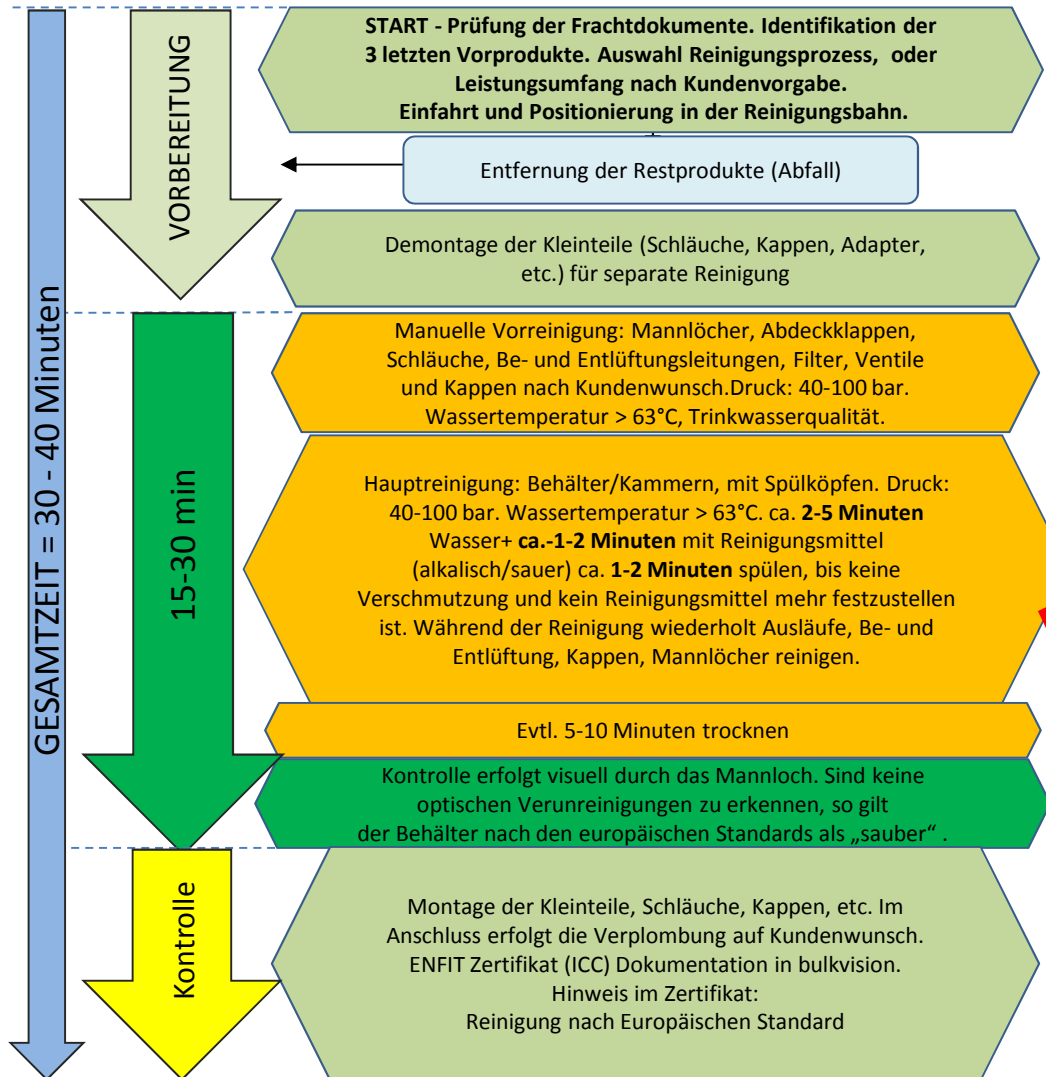 GESAMTZEIT = 30 - 40 Minuten
VORBEREITUNG
START - Prüfung der Frachtdokumente. Identifikation der
3 letzten Vorprodukte. Auswahl Reinigungsprozess, oder
Leistungsumfang nach Kundenvorgabe.
Einfahrt und Positionierung in der Reinigungsbahn.
Entfernung der Restprodukte (Abfall)
Demontage der Kleinteile (Schläuche, Kappen, Adapter,
etc.) für separate Reinigung
15-30 min
Manuelle Vorreinigung: Mannlöcher, Abdeckklappen,
Schläuche, Be- und Entlüftungsleitungen, Filter, Ventile
und Kappen nach Kundenwunsch.Druck: 40-100 bar.
Wassertemperatur > 63°C, Trinkwasserqualität.
Hauptreinigung: Behälter/Kammern, mit Spülköpfen. Druck:
40-100 bar. Wassertemperatur > 63°C. ca. 2-5 Minuten
Wasser+ ca.-1-2 Minuten mit Reinigungsmittel
(alkalisch/sauer) ca. 1-2 Minuten spülen, bis keine
Verschmutzung und kein Reinigungsmittel mehr festzustellen
ist. Während der Reinigung wiederholt Ausläufe, Be- und
Entlüftung, Kappen, Mannlöcher reinigen.
Evtl. 5-10 Minuten trocknen
Kontrolle erfolgt visuell durch das Mannloch. Sind keine
optischen Verunreinigungen zu erkennen, so gilt
der Behälter nach den europäischen Standards als „sauber“ .
Kontrolle
Montage der Kleinteile, Schläuche, Kappen, etc. Im
Anschluss erfolgt die Verplombung auf Kundenwunsch.
ENFIT Zertifikat (ICC) Dokumentation in bulkvision.
Hinweis im Zertifikat:
Reinigung nach Europäischen Standard